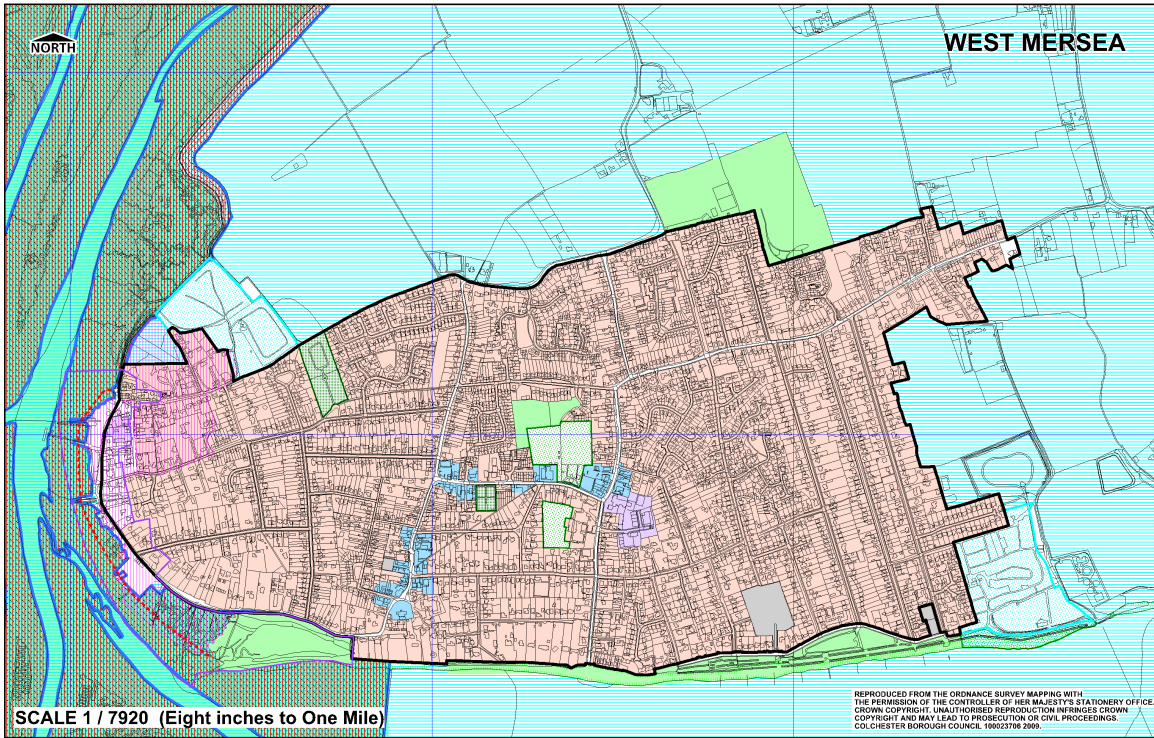 NORTH
WEST MERSEA
SCALE 1 / 7920 (Eight inches to One Mile)
REPRODUCED FROM THE ORDNANCE SURVEY MAPPING WITH
THE PERMISSION OF THE CONTROLLER OF HER MAJESTY'S STATIONERY OFFICE.
CROWN COPYRIGHT. UNAUTHORISED REPRODUCTION INFRINGES CROWN
COPYRIGHT AND MAY LEAD TO PROSECUTION OR CIVIL PROCEEDINGS.
COLCHESTER BOROUGH COUNCIL 100023706 2009.